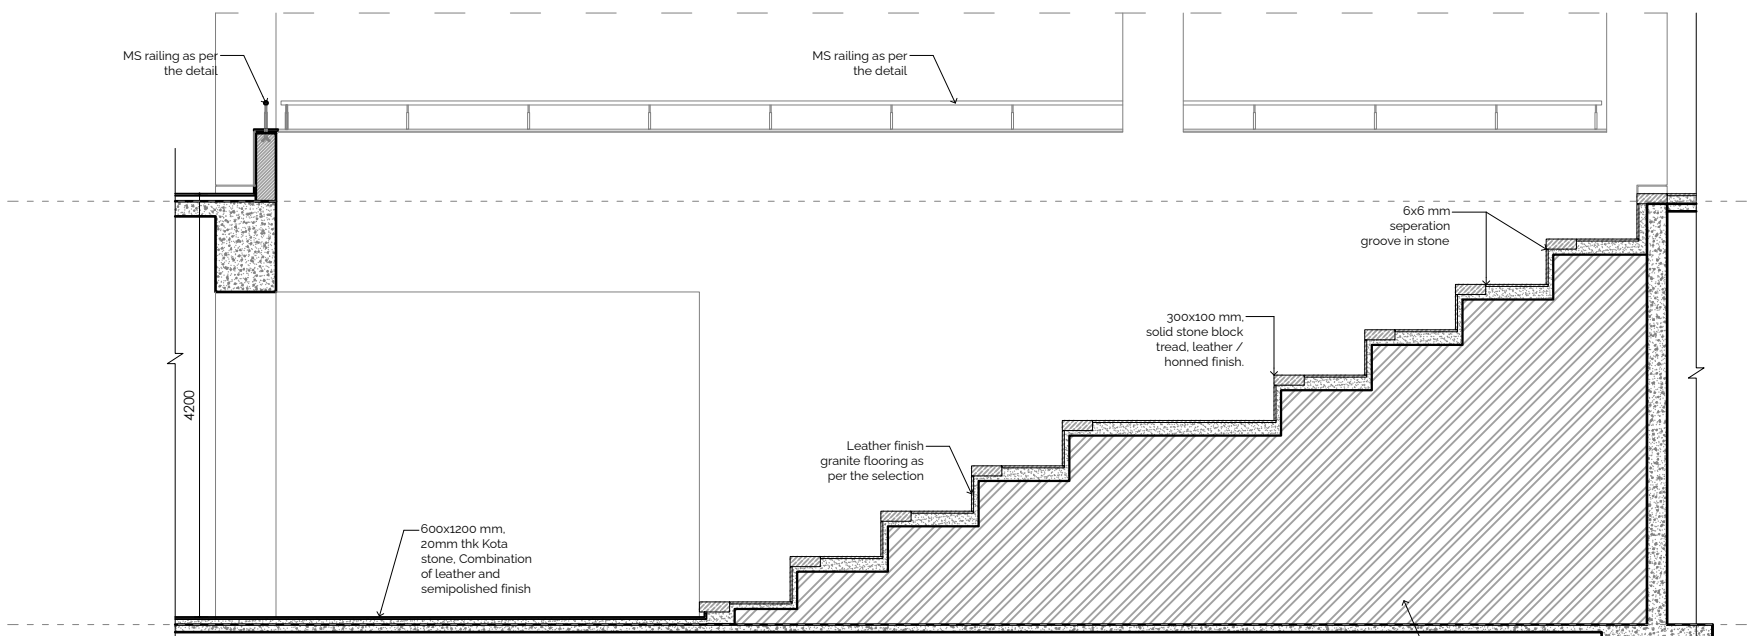 MS railing as per
the detail
MS railing as per
the detail
6x6 mm
seperation
groove in stone
300x100 mm,
solid stone block
tread, leather /
honned finish.
4200
Leather finish
granite flooring as
per the selection
600x1200 mm,
20mm thk Kota
stone, Combination
of leather and
semipolished finish